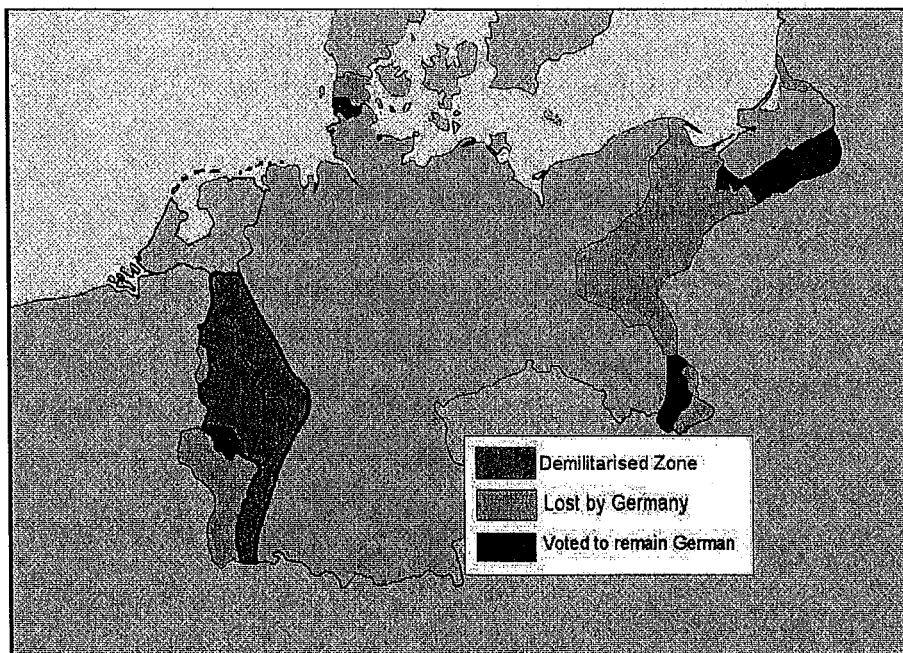 Demilitarised Zone
Lost by Germany
Voted to remain German